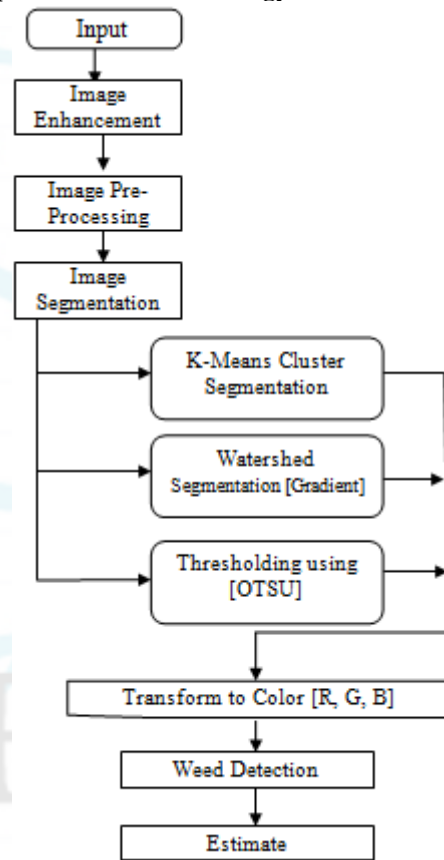 Input
Image
Enhancement
Image Pre-
Processing
Image
Segmentation
K-Means Cluster
Segmentation
Watershed
Segmentation [Gradient]
Thresholding using
[OTSU]
Transform to Color [R, G, B]
Weed Detection
Estimate